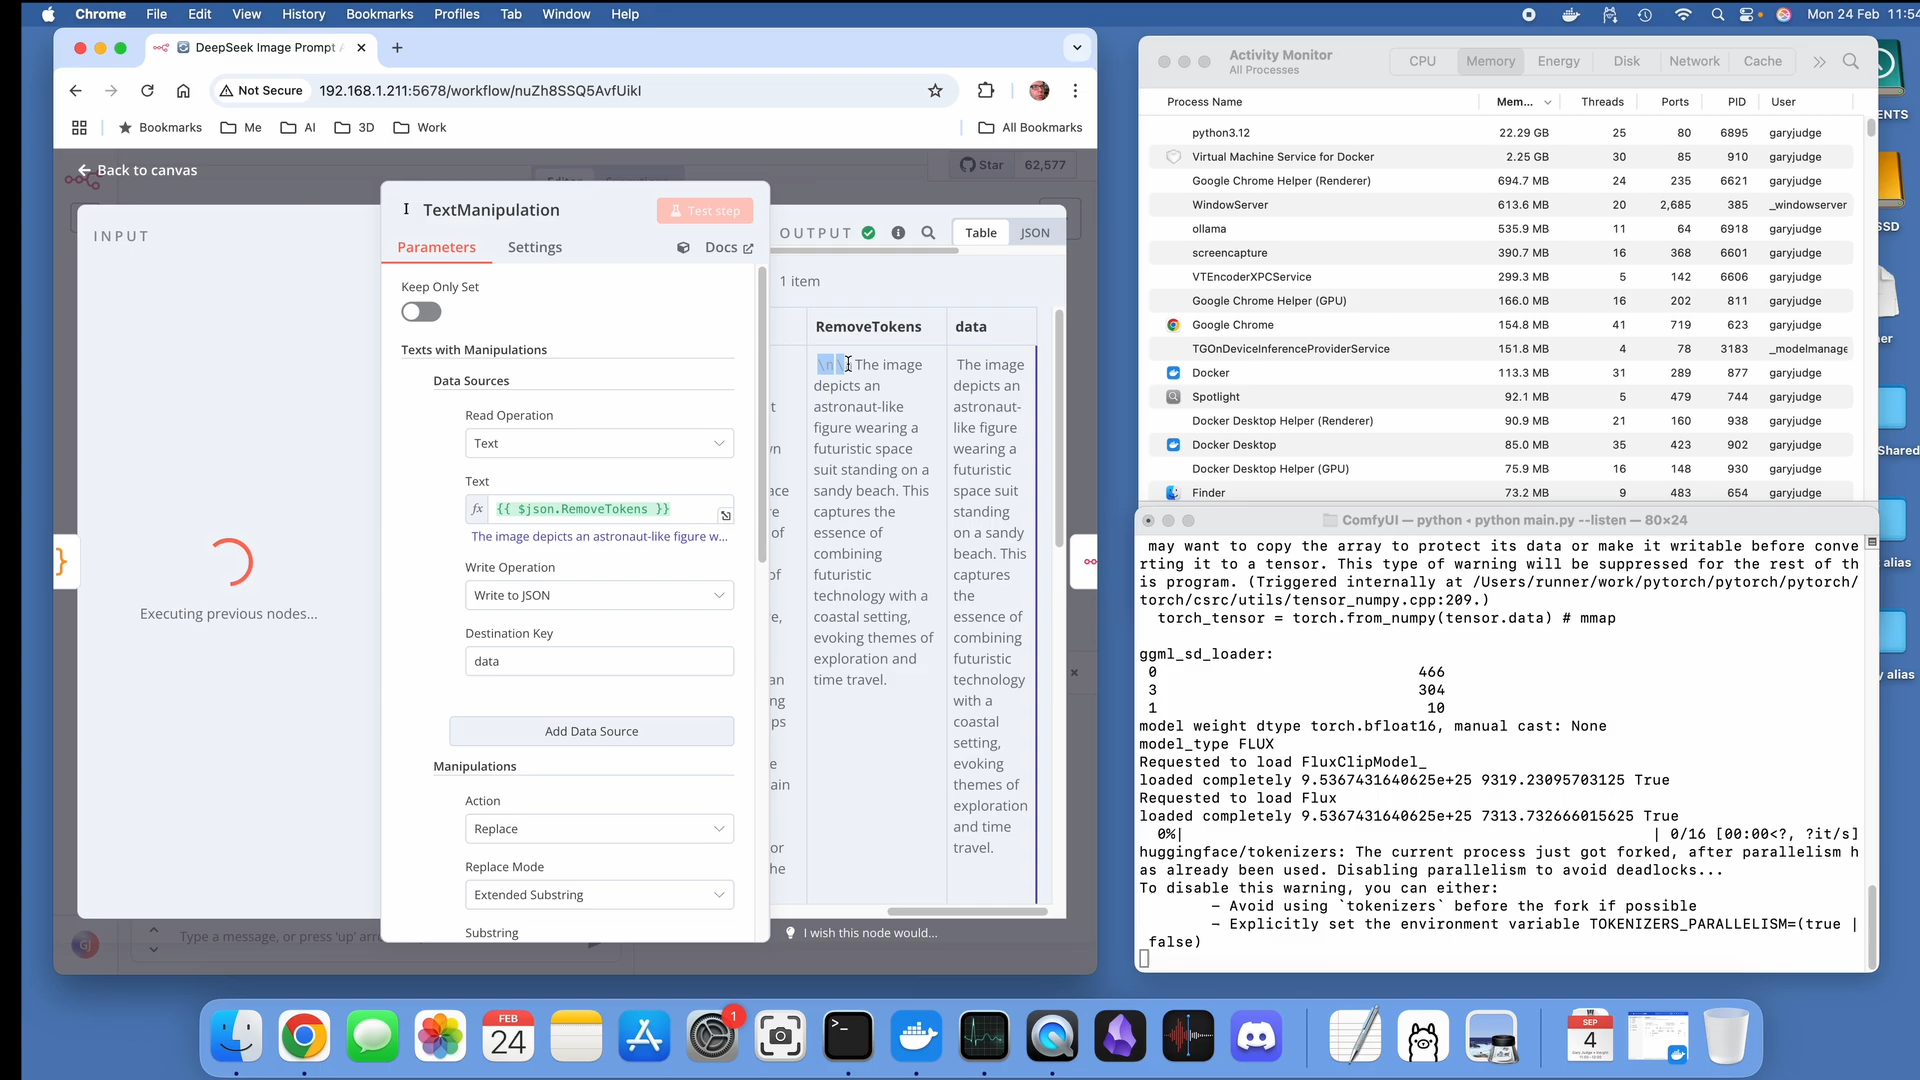 Chrome File Edit View History Bookmarks Profiles Tab Window Help
Mon 24 Feb 11:54
DeepSeek Image Prompt
Not Secure 192.168.1.211:5678/workflow/nuZh8SSQ5AvfUikI
Bookmarks Me AI 3D Work All Bookmarks
Back to canvas
Star 62,577
INPUT
Executing previous nodes...
TextManipulation
Test step
Parameters Settings Docs
Keep Only Set
Texts with Manipulations
Data Sources
Read Operation
Text
Text
fx {{ $json.RemoveTokens }}
The image depicts an astronaut-like figure w...
Write Operation
Write to JSON
Destination Key
data
Add Data Source
Manipulations
Action
Replace
Replace Mode
Extended Substring
Substring
OUTPUT Table JSON
1 item
RemoveTokens
\n\ The image
depicts an
astronaut-like
figure wearing a
futuristic space
suit standing on a
sandy beach. This
captures the
essence of
combining
futuristic
technology with a
coastal setting,
evoking themes of
exploration and
time travel.
data
The image
depicts an
astronaut-
like figure
wearing a
futuristic
space suit
standing
on a sandy
beach. This
captures
the
essence of
combining
futuristic
technology
with a
coastal
setting,
evoking
themes of
exploration
and time
travel.
GJ
Type a message, or press 'up' arr
I wish this node would...
Activity Monitor
All Processes
CPU Memory Energy Disk Network Cache
Process Name Mem... Threads Ports PID User
python3.12 22.29 GB 25 80 6895 garyjudge
Virtual Machine Service for Docker 2.25 GB 30 85 910 garyjudge
Google Chrome Helper (Renderer) 694.7 MB 24 235 6621 garyjudge
WindowServer 613.6 MB 20 2,685 385 _windowserver
ollama 535.9 MB 11 64 6918 garyjudge
screencapture 390.7 MB 16 368 6601 garyjudge
VTEncoderXPCService 299.3 MB 5 142 6606 garyjudge
Google Chrome Helper (GPU) 166.0 MB 16 202 811 garyjudge
Google Chrome 154.8 MB 41 719 623 garyjudge
TGOnDeviceInferenceProviderService 151.8 MB 4 78 3183 _modelmanage
Docker 113.3 MB 31 289 877 garyjudge
Spotlight 92.1 MB 5 479 744 garyjudge
Docker Desktop Helper (Renderer) 90.9 MB 21 160 938 garyjudge
Docker Desktop 85.0 MB 35 423 902 garyjudge
Docker Desktop Helper (GPU) 75.9 MB 16 148 930 garyjudge
Finder 73.2 MB 9 483 654 garyjudge
ComfyUI — python ◂ python main.py --listen — 80×24
may want to copy the array to protect its data or make it writable before conve
rting it to a tensor. This type of warning will be suppressed for the rest of th
is program. (Triggered internally at /Users/runner/work/pytorch/pytorch/pytorch/
torch/csrc/utils/tensor_numpy.cpp:209.)
torch_tensor = torch.from_numpy(tensor.data) # mmap
ggml_sd_loader:
0 466
3 304
1 10
model weight dtype torch.bfloat16, manual cast: None
model_type FLUX
Requested to load FluxClipModel_
loaded completely 9.5367431640625e+25 9319.23095703125 True
Requested to load Flux
loaded completely 9.5367431640625e+25 7313.732666015625 True
0%| | 0/16 [00:00<?, ?it/s]
huggingface/tokenizers: The current process just got forked, after parallelism h
as already been used. Disabling parallelism to avoid deadlocks...
To disable this warning, you can either:
- Avoid using `tokenizers` before the fork if possible
- Explicitly set the environment variable TOKENIZERS_PARALLELISM=(true |
false)
ENTS
SSD
ner
Shared
alias
y alias
FEB
24
1
SEP
4